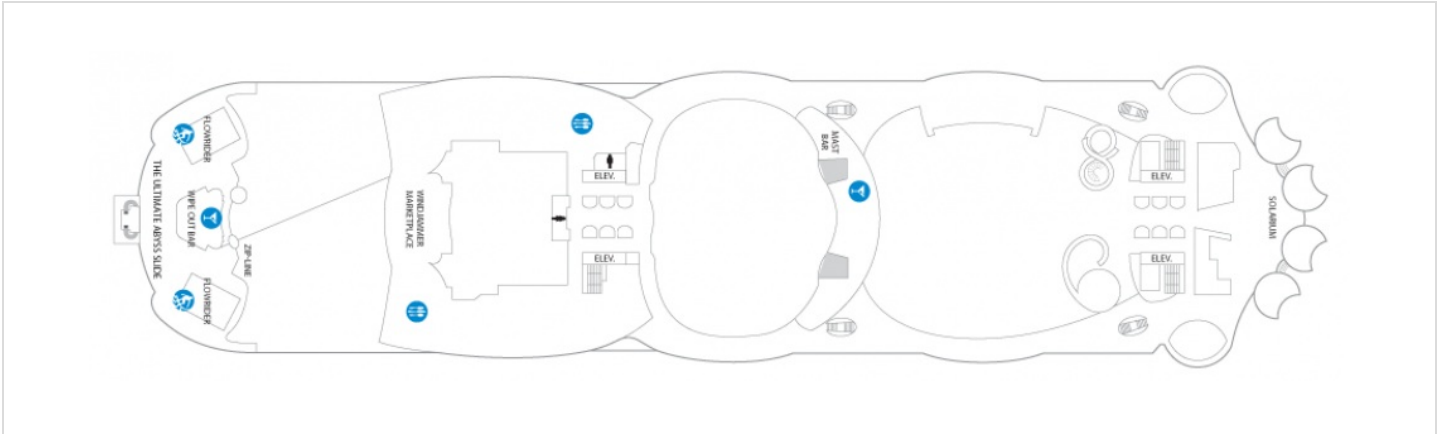 FLOWRIDER
THE ULTIMATE ABYSS SLIDE
WIPE OUT BAR
ZIP-LINE
FLOWRIDER
WINDJAMMER
MARKETPLACE
ELEV.
ELEV.
MAST
BAR
ELEV.
ELEV.
SOLARIUM